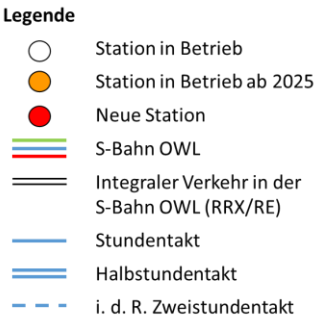 Legende
Station in Betrieb
Station in Betrieb ab 2025
Neue Station
S-Bahn OWL
Integraler Verkehr in der
S-Bahn OWL (RRX/RE)
Stundentakt
Halbstundentakt
i. d. R. Zweistundentakt